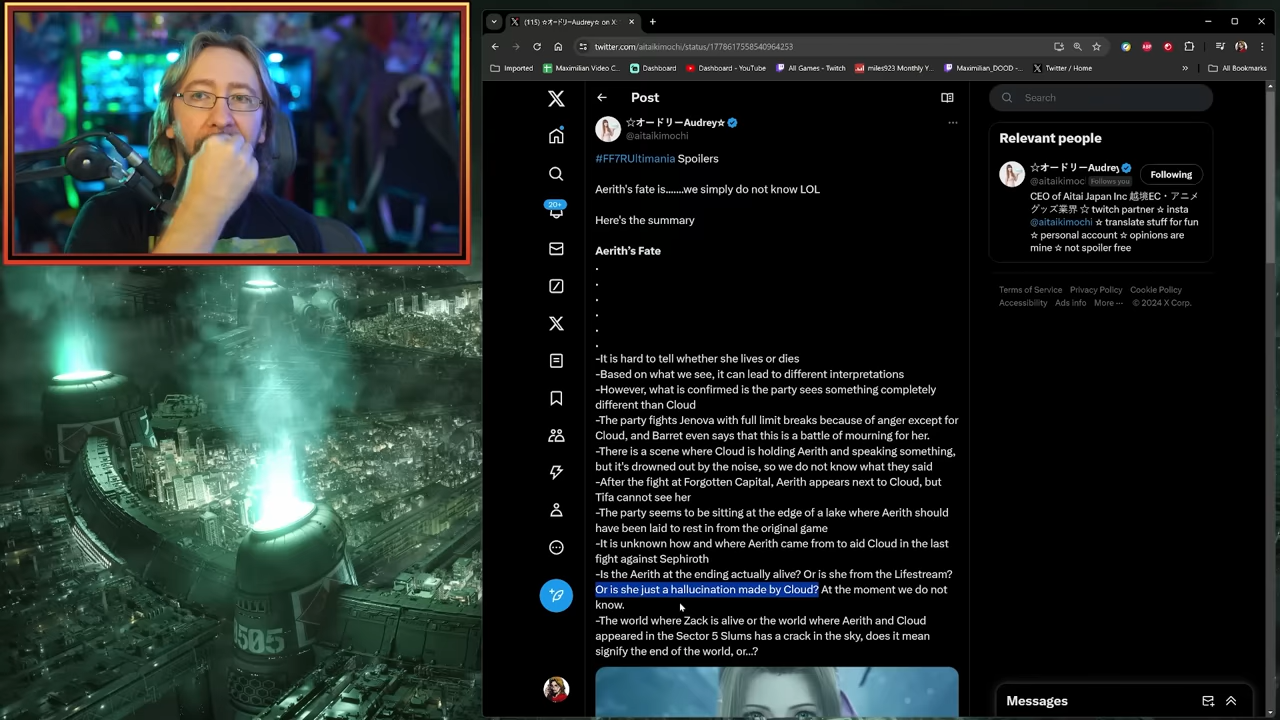 (115) ☆オードリーAudrey☆ on X:
twitter.com/aitaikimochi/status/1778617558540964253
Imported
Maximilian Video C...
Dashboard
Dashboard - YouTube
All Games - Twitch
miles923 Monthly Y...
Maximilian_DOOD -...
Twitter / Home
All Bookmarks
Post
Search
☆オードリーAudrey☆
@aitaikimochi
#FF7RUltimania Spoilers
Aerith's fate is.......we simply do not know LOL
Here's the summary
Aerith's Fate
.
.
.
.
.
.
-It is hard to tell whether she lives or dies
-Based on what we see, it can lead to different interpretations
-However, what is confirmed is the party sees something completely
different than Cloud
-The party fights Jenova with full limit breaks because of anger except for
Cloud, and Barret even says that this is a battle of mourning for her.
-There is a scene where Cloud is holding Aerith and speaking something,
but it's drowned out by the noise, so we do not know what they said
-After the fight at Forgotten Capital, Aerith appears next to Cloud, but
Tifa cannot see her
-The party seems to be sitting at the edge of a lake where Aerith should
have been laid to rest in from the original game
-It is unknown how and where Aerith came from to aid Cloud in the last
fight against Sephiroth
-Is the Aerith at the ending actually alive? Or is she from the Lifestream?
Or is she just a hallucination made by Cloud? At the moment we do not
know.
-The world where Zack is alive or the world where Aerith and Cloud
appeared in the Sector 5 Slums has a crack in the sky, does it mean
signify the end of the world, or...?
20+
Relevant people
☆オードリーAudrey
@aitaikimoc Follows you
Following
CEO of Aitai Japan Inc 越境EC・アニメ
グッズ業界 ☆ twitch partner ☆ insta
@aitaikimochi ☆ translate stuff for fun
☆ personal account ☆ opinions are
mine ☆ not spoiler free
Terms of Service Privacy Policy Cookie Policy
Accessibility Ads info More ··· © 2024 X Corp.
Messages